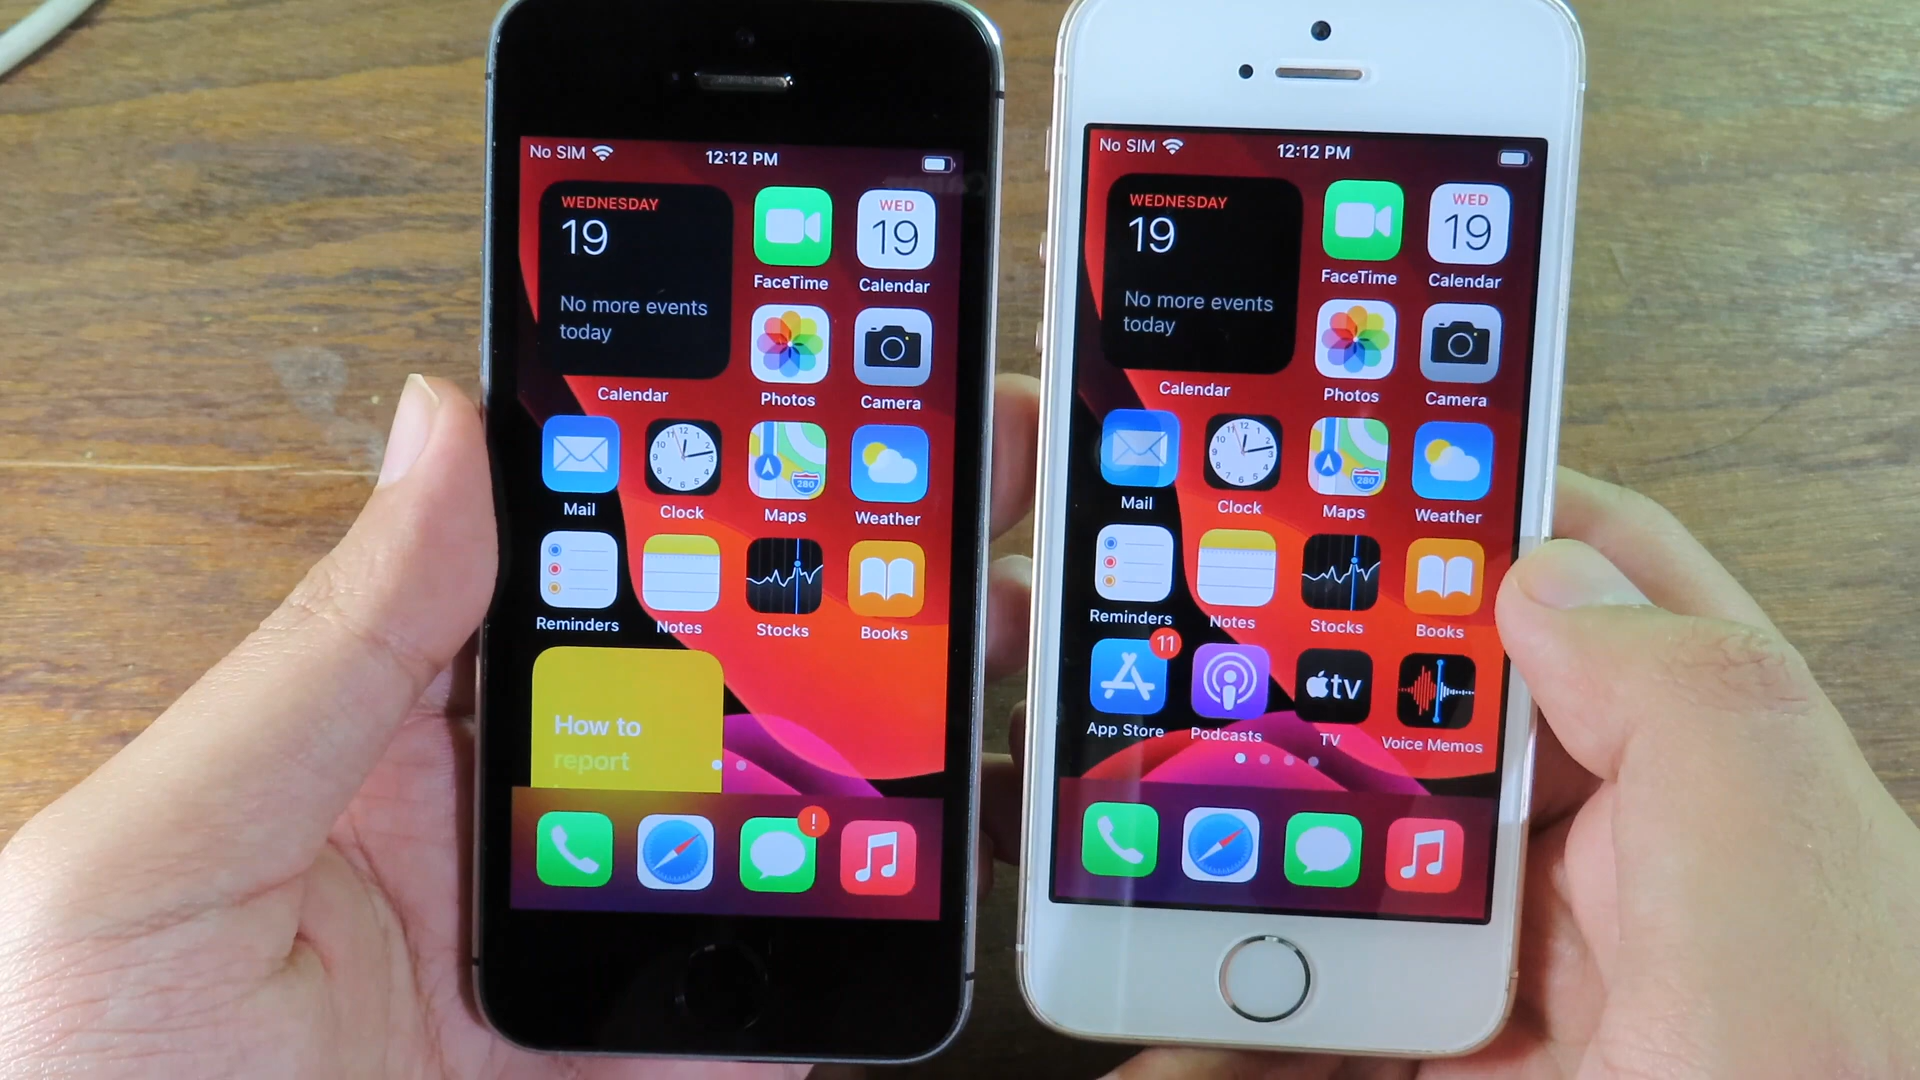 No SIM
12:12 PM
WEDNESDAY
19
No more events
today
Calendar
FaceTime
WED
19
Calendar
Photos
Camera
Mail
Clock
280
Maps
Weather
Reminders
Notes
Stocks
Books
How to
report
!
No SIM
12:12 PM
WEDNESDAY
19
No more events
today
Calendar
FaceTime
WED
19
Calendar
Photos
Camera
Mail
Clock
280
Maps
Weather
Reminders
Notes
Stocks
Books
11
App Store
Podcasts
tv
TV
Voice Memos